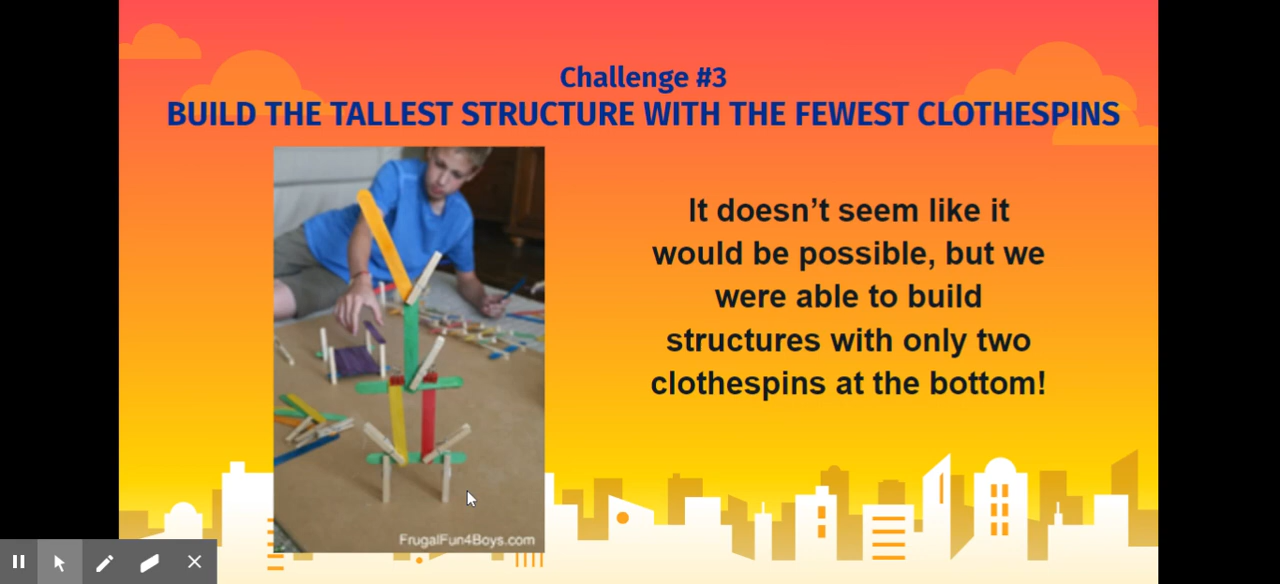 Challenge #3
BUILD THE TALLEST STRUCTURE WITH THE FEWEST CLOTHESPINS
It doesn’t seem like it
would be possible, but we
were able to build
structures with only two
clothespins at the bottom!
FrugalFun4Boys.com